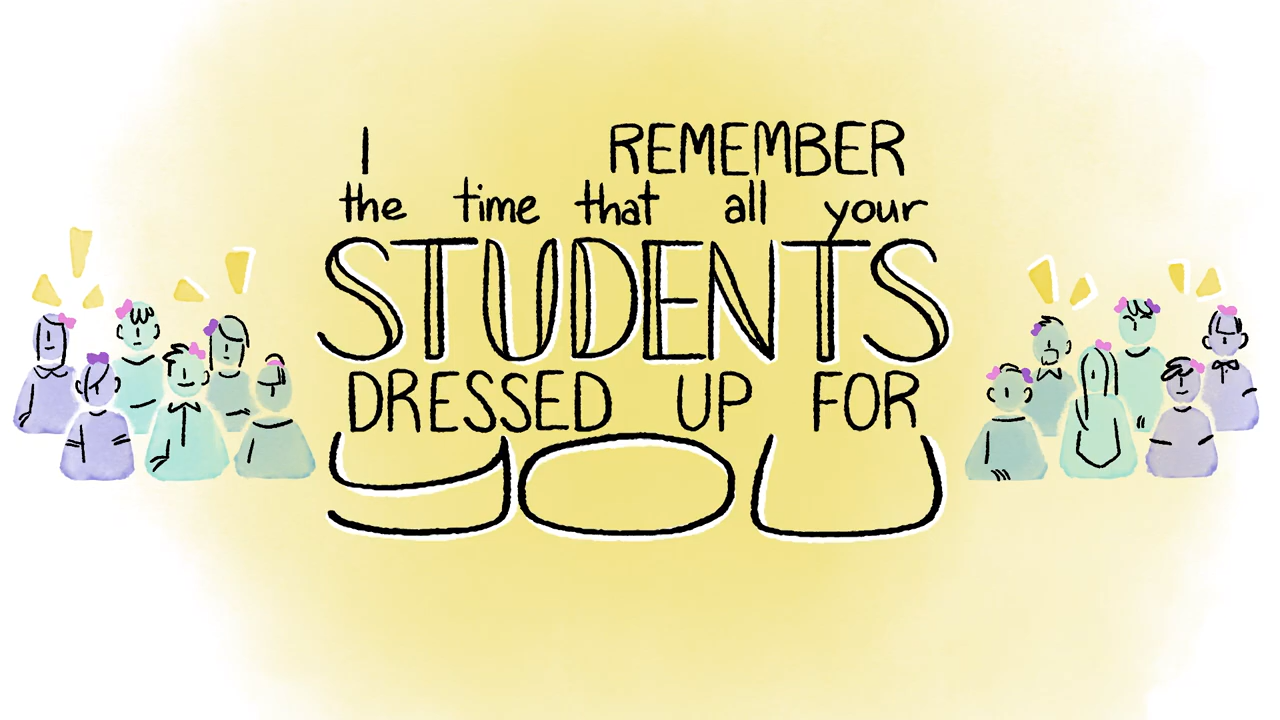 I REMEMBER
the time that all your
STUDENTS
DRESSED UP FOR
YOU